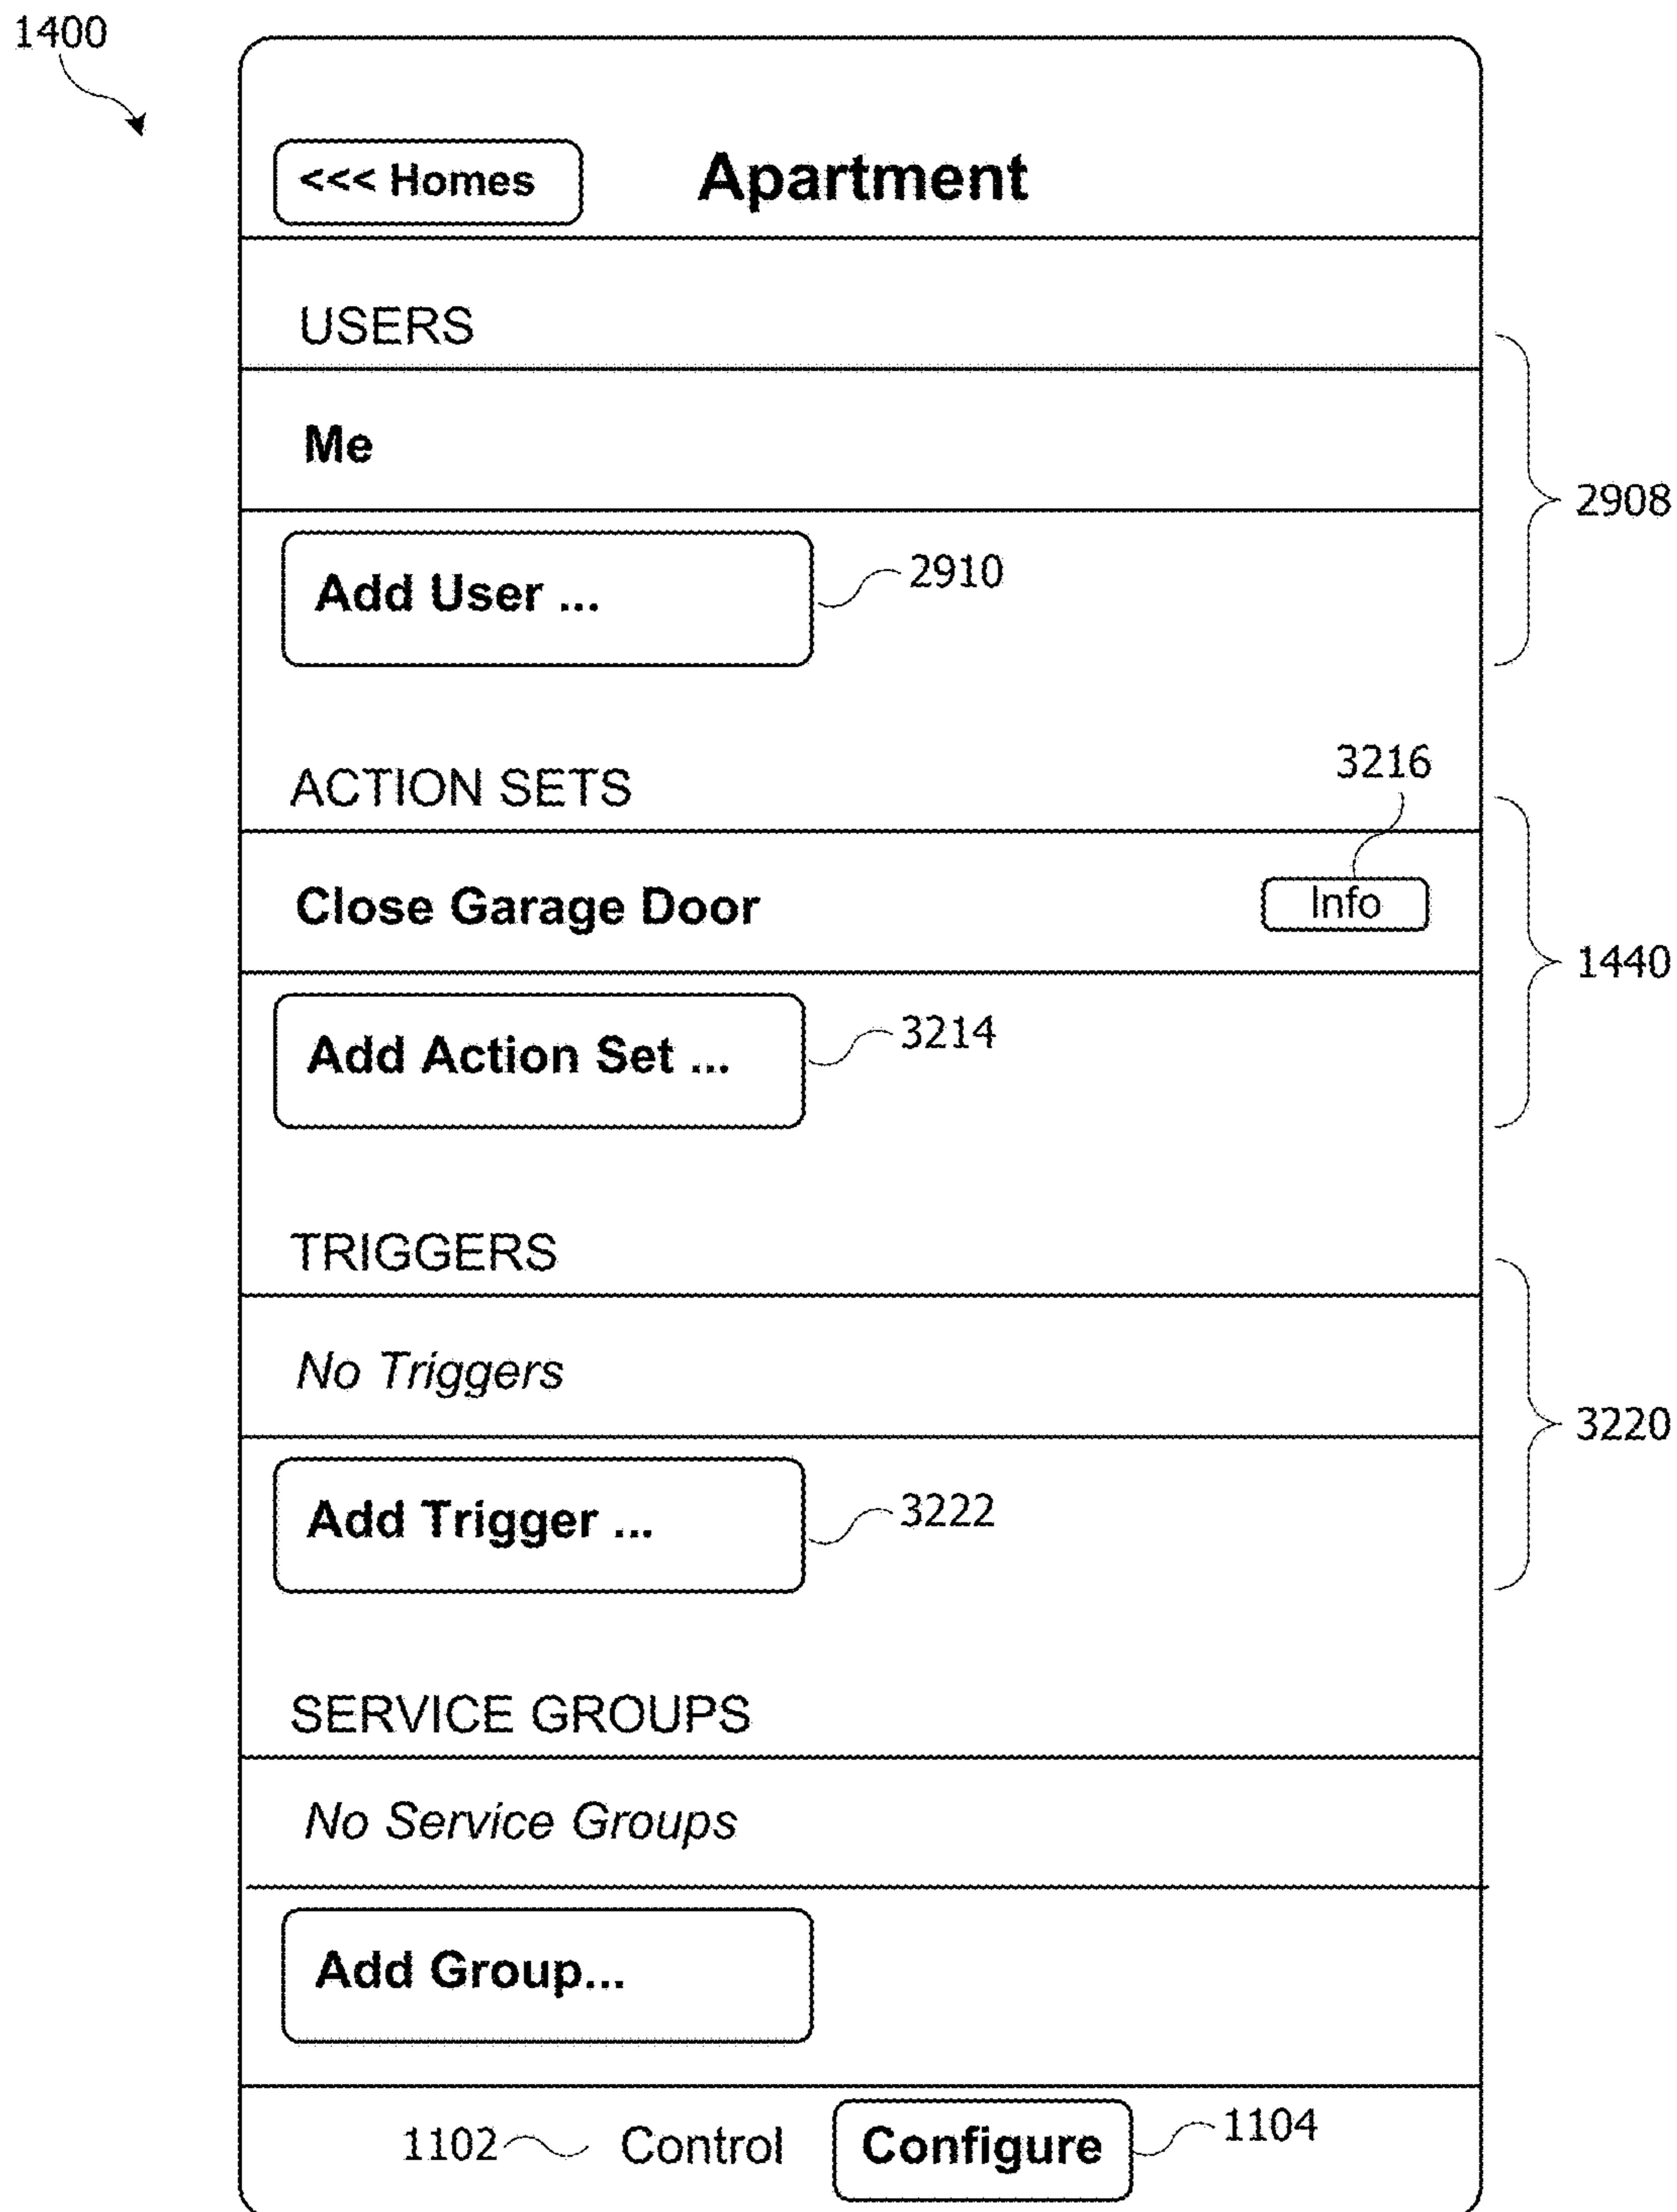 1400
<<< Homes Apartment
USERS
Me
2908
Add User ... 2910
3216
ACTION SETS
Close Garage Door Info
1440
Add Action Set ... 3214
TRIGGERS
No Triggers
3220
Add Trigger ... 3222
SERVICE GROUPS
No Service Groups
Add Group...
1102 Control Configure 1104